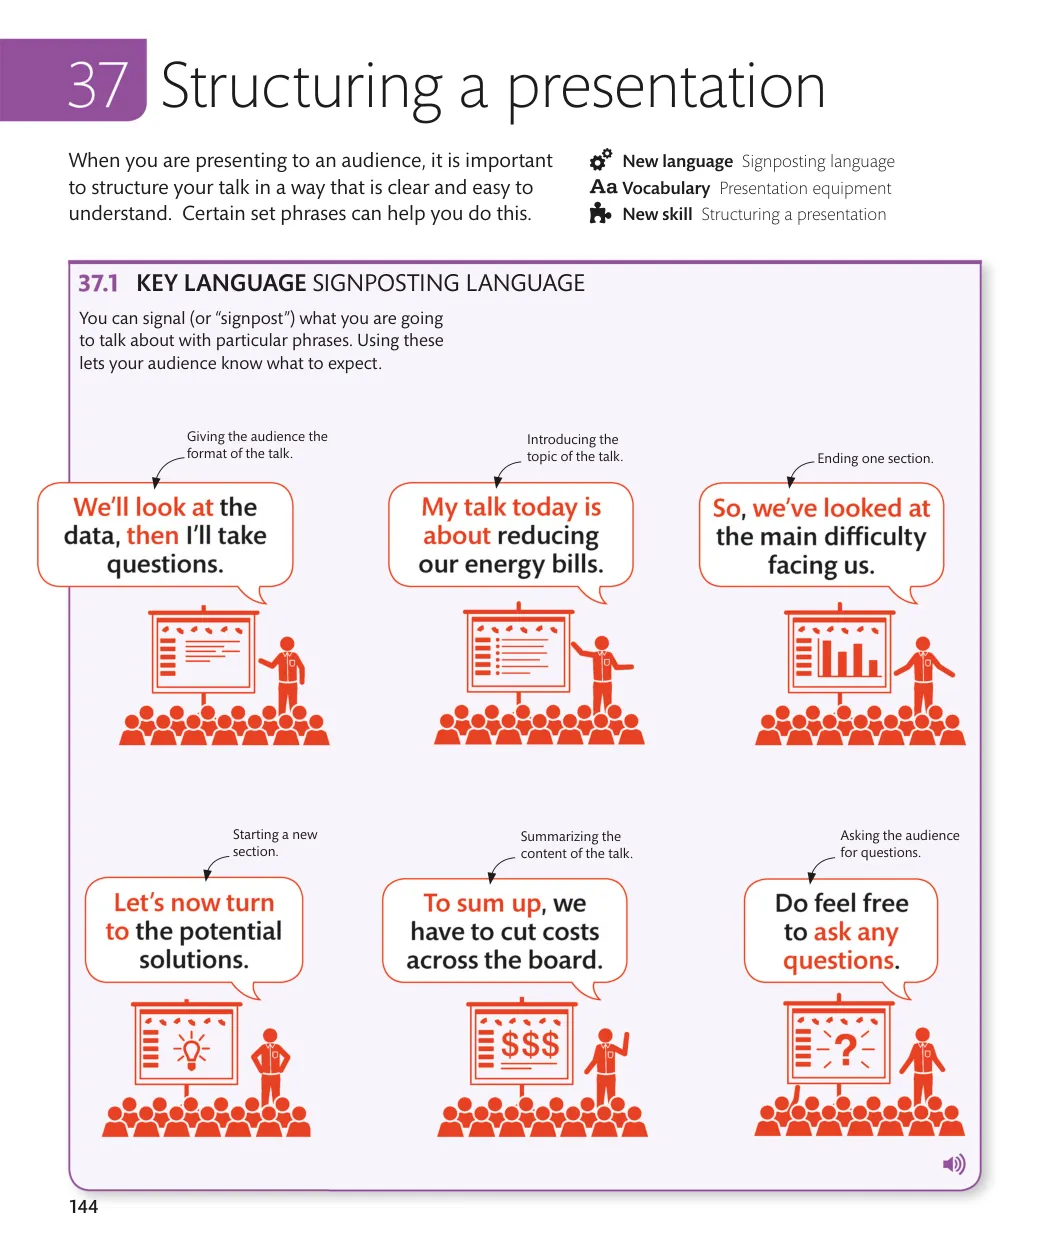 37 Structuring a presentation
When you are presenting to an audience, it is important
to structure your talk in a way that is clear and easy to
understand. Certain set phrases can help you do this.
New language Signposting language
Aa Vocabulary Presentation equipment
New skill Structuring a presentation
37.1 KEY LANGUAGE SIGNPOSTING LANGUAGE
You can signal (or “signpost”) what you are going
to talk about with particular phrases. Using these
lets your audience know what to expect.
Giving the audience the
format of the talk.
We’ll look at the
data, then I’ll take
questions.
Introducing the
topic of the talk.
My talk today is
about reducing
our energy bills.
Ending one section.
So, we’ve looked at
the main difficulty
facing us.
Starting a new
section.
Let’s now turn
to the potential
solutions.
Summarizing the
content of the talk.
To sum up, we
have to cut costs
across the board.
$$$
Asking the audience
for questions.
Do feel free
to ask any
questions.
?
144